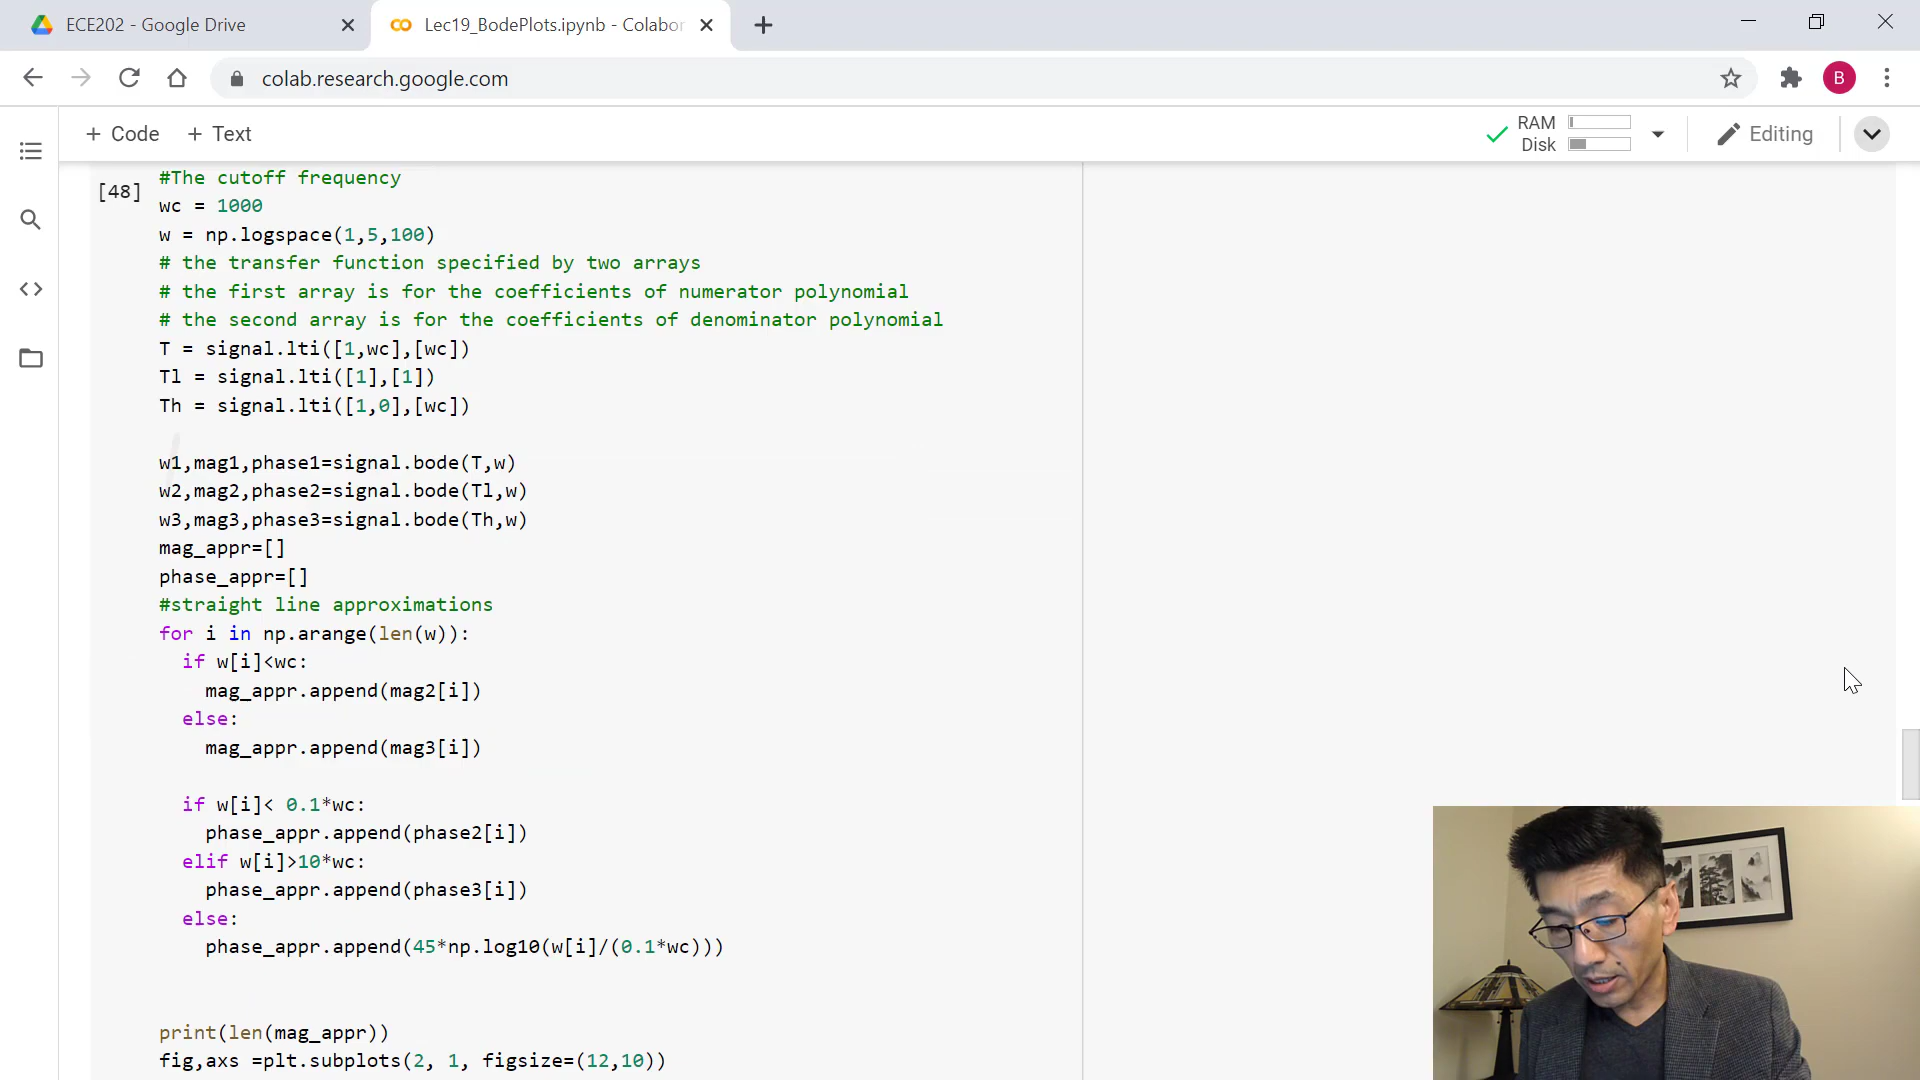 ECE202 - Google Drive
Lec19_BodePlots.ipynb - Colabor
colab.research.google.com
B
+ Code + Text
RAM
Disk
Editing
[48]
#The cutoff frequency
wc = 1000
w = np.logspace(1,5,100)
# the transfer function specified by two arrays
# the first array is for the coefficients of numerator polynomial
# the second array is for the coefficients of denominator polynomial
T = signal.lti([1,wc],[wc])
Tl = signal.lti([1],[1])
Th = signal.lti([1,0],[wc])
w1,mag1,phase1=signal.bode(T,w)
w2,mag2,phase2=signal.bode(Tl,w)
w3,mag3,phase3=signal.bode(Th,w)
mag_appr=[]
phase_appr=[]
#straight line approximations
for i in np.arange(len(w)):
if w[i]<wc:
mag_appr.append(mag2[i])
else:
mag_appr.append(mag3[i])
if w[i]< 0.1*wc:
phase_appr.append(phase2[i])
elif w[i]>10*wc:
phase_appr.append(phase3[i])
else:
phase_appr.append(45*np.log10(w[i]/(0.1*wc)))
print(len(mag_appr))
fig,axs =plt.subplots(2, 1, figsize=(12,10))